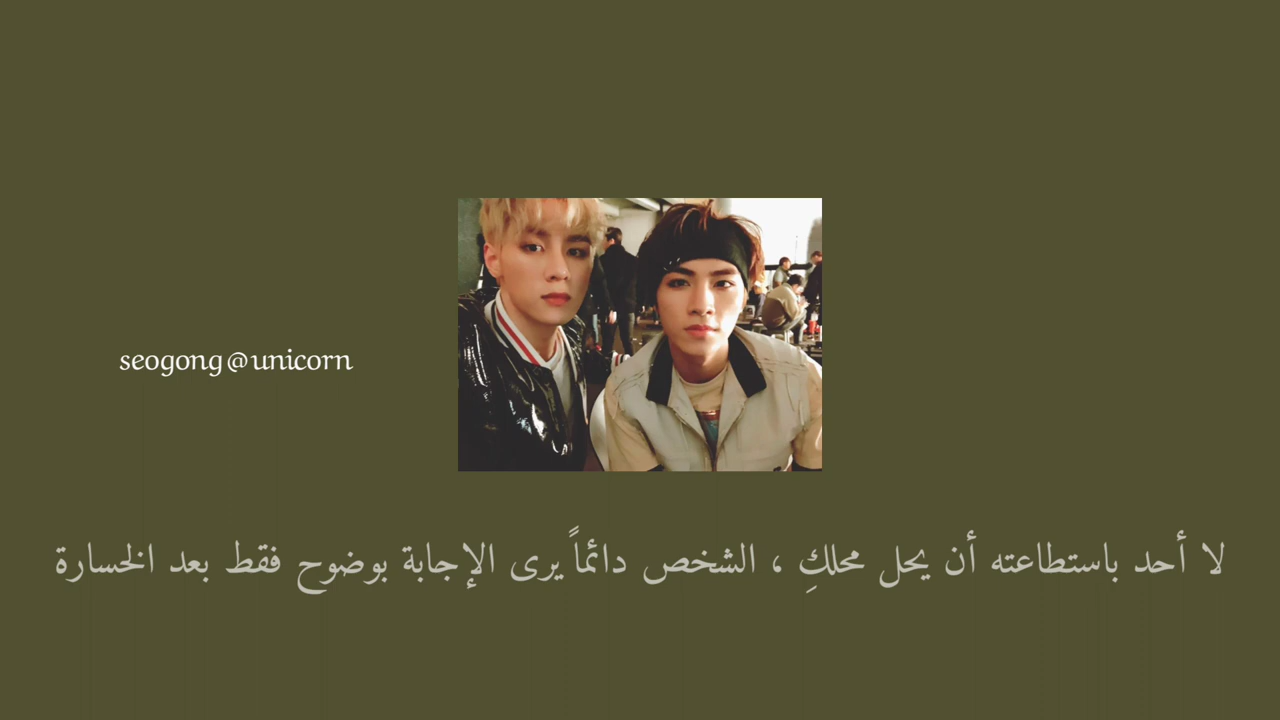 seogong@unicorn
لا أحد باستطاعته أن يحل محلكِ ، الشخص دائماً يرى الإجابة بوضوح فقط بعد الخسارة